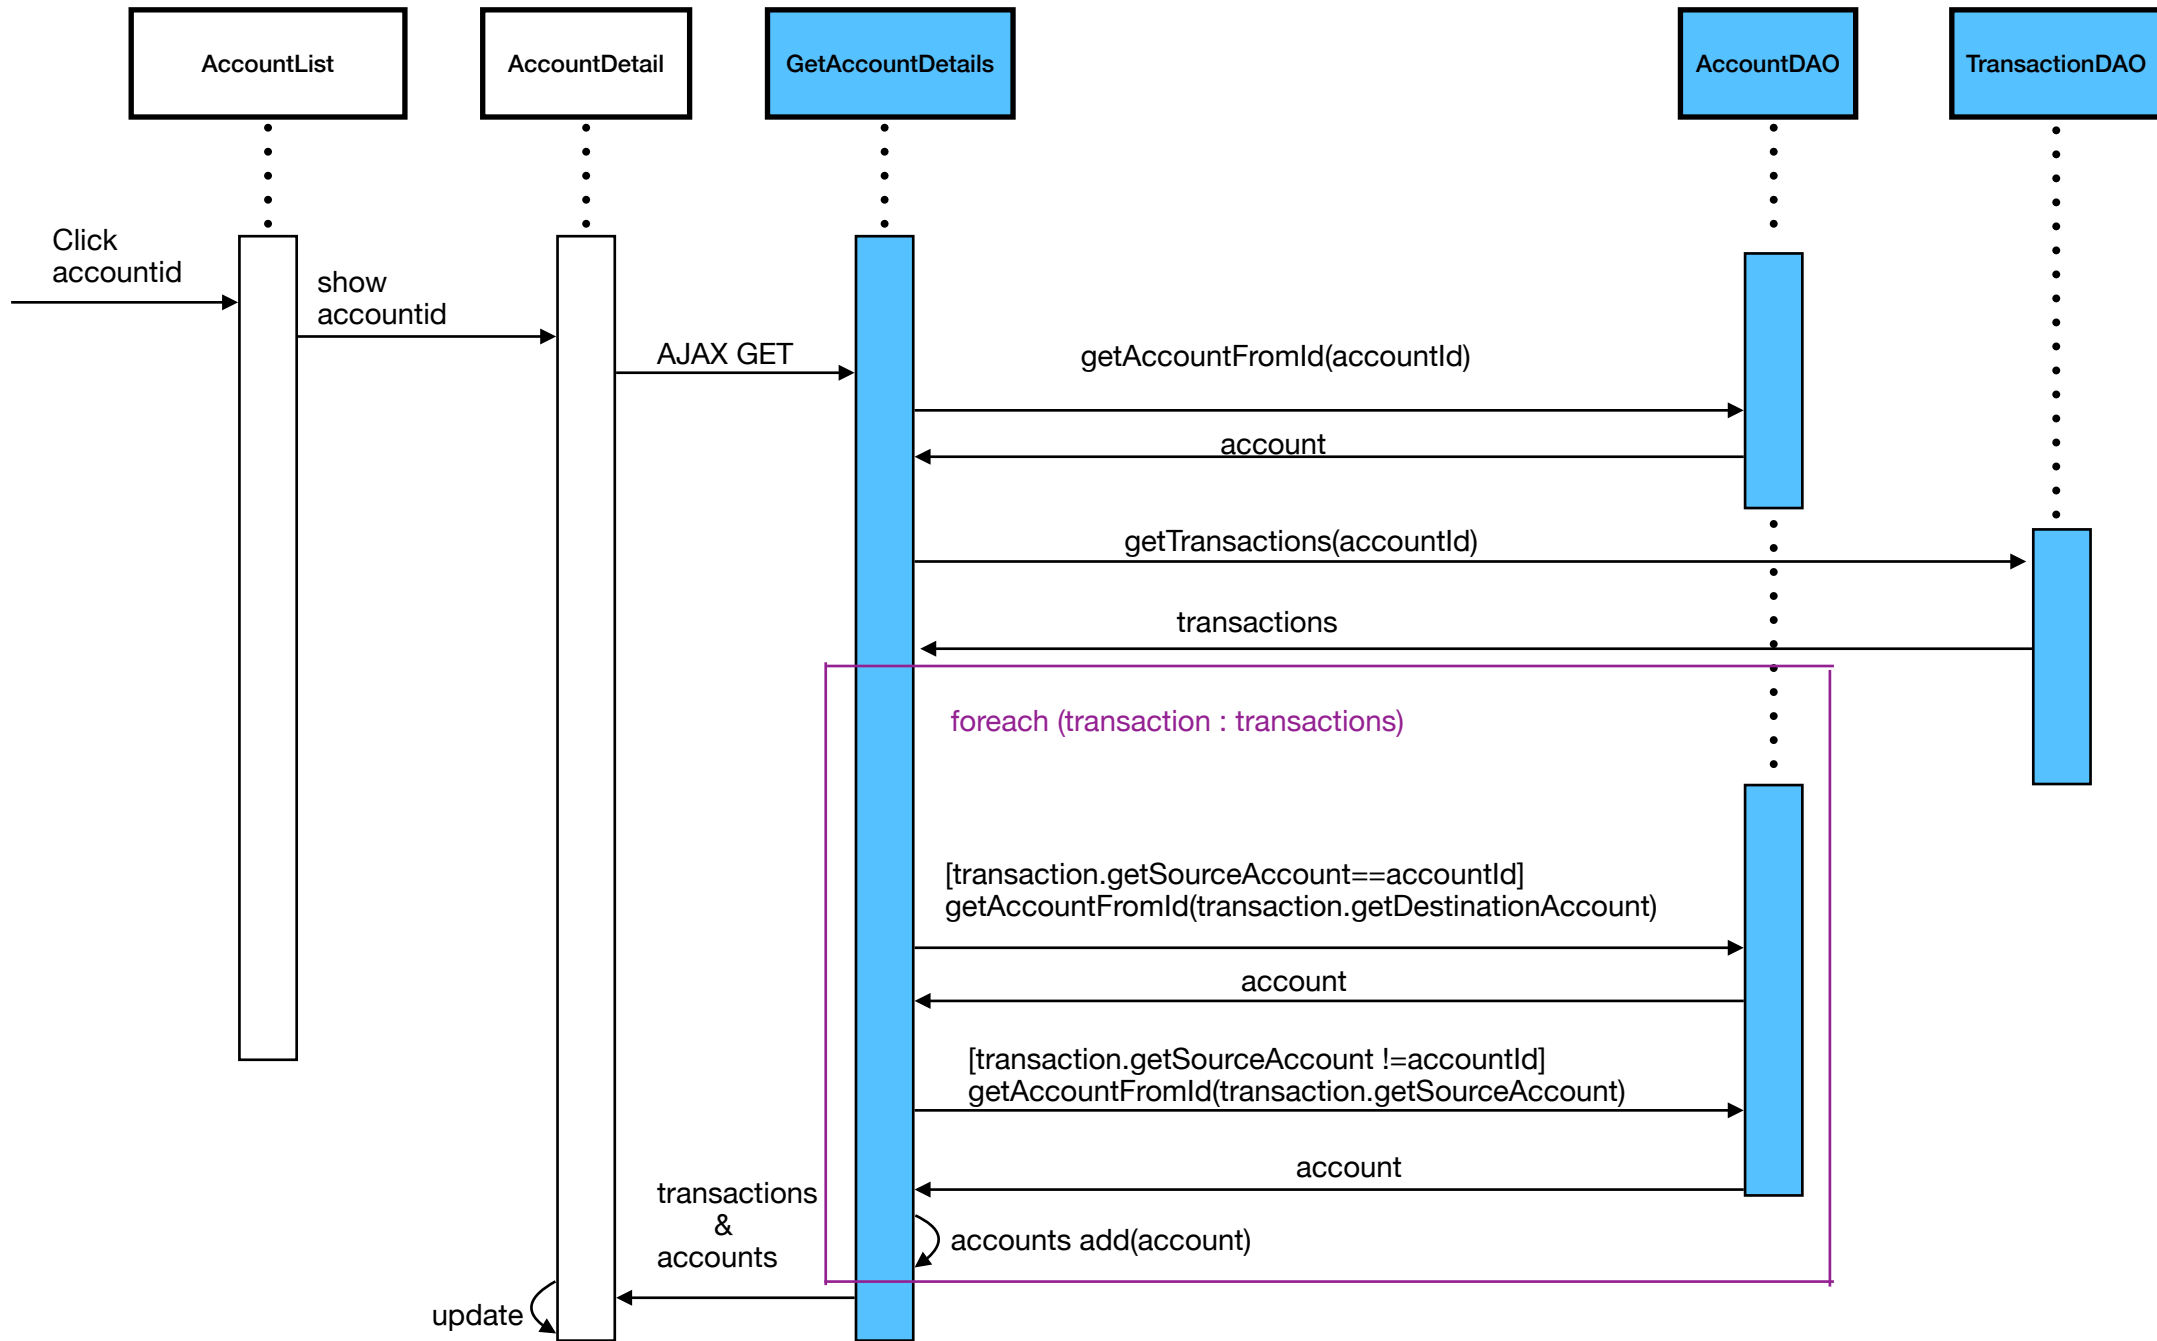 AccountList
AccountDetail
GetAccountDetails
AccountDAO
TransactionDAO
Click
accountid
show
accountid
AJAX GET
getAccountFromId(accountId)
account
getTransactions(accountId)
transactions
foreach (transaction : transactions)
[transaction.getSourceAccount==accountId]
getAccountFromId(transaction.getDestinationAccount)
account
[transaction.getSourceAccount !=accountId]
getAccountFromId(transaction.getSourceAccount)
account
transactions
&
accounts
accounts add(account)
update